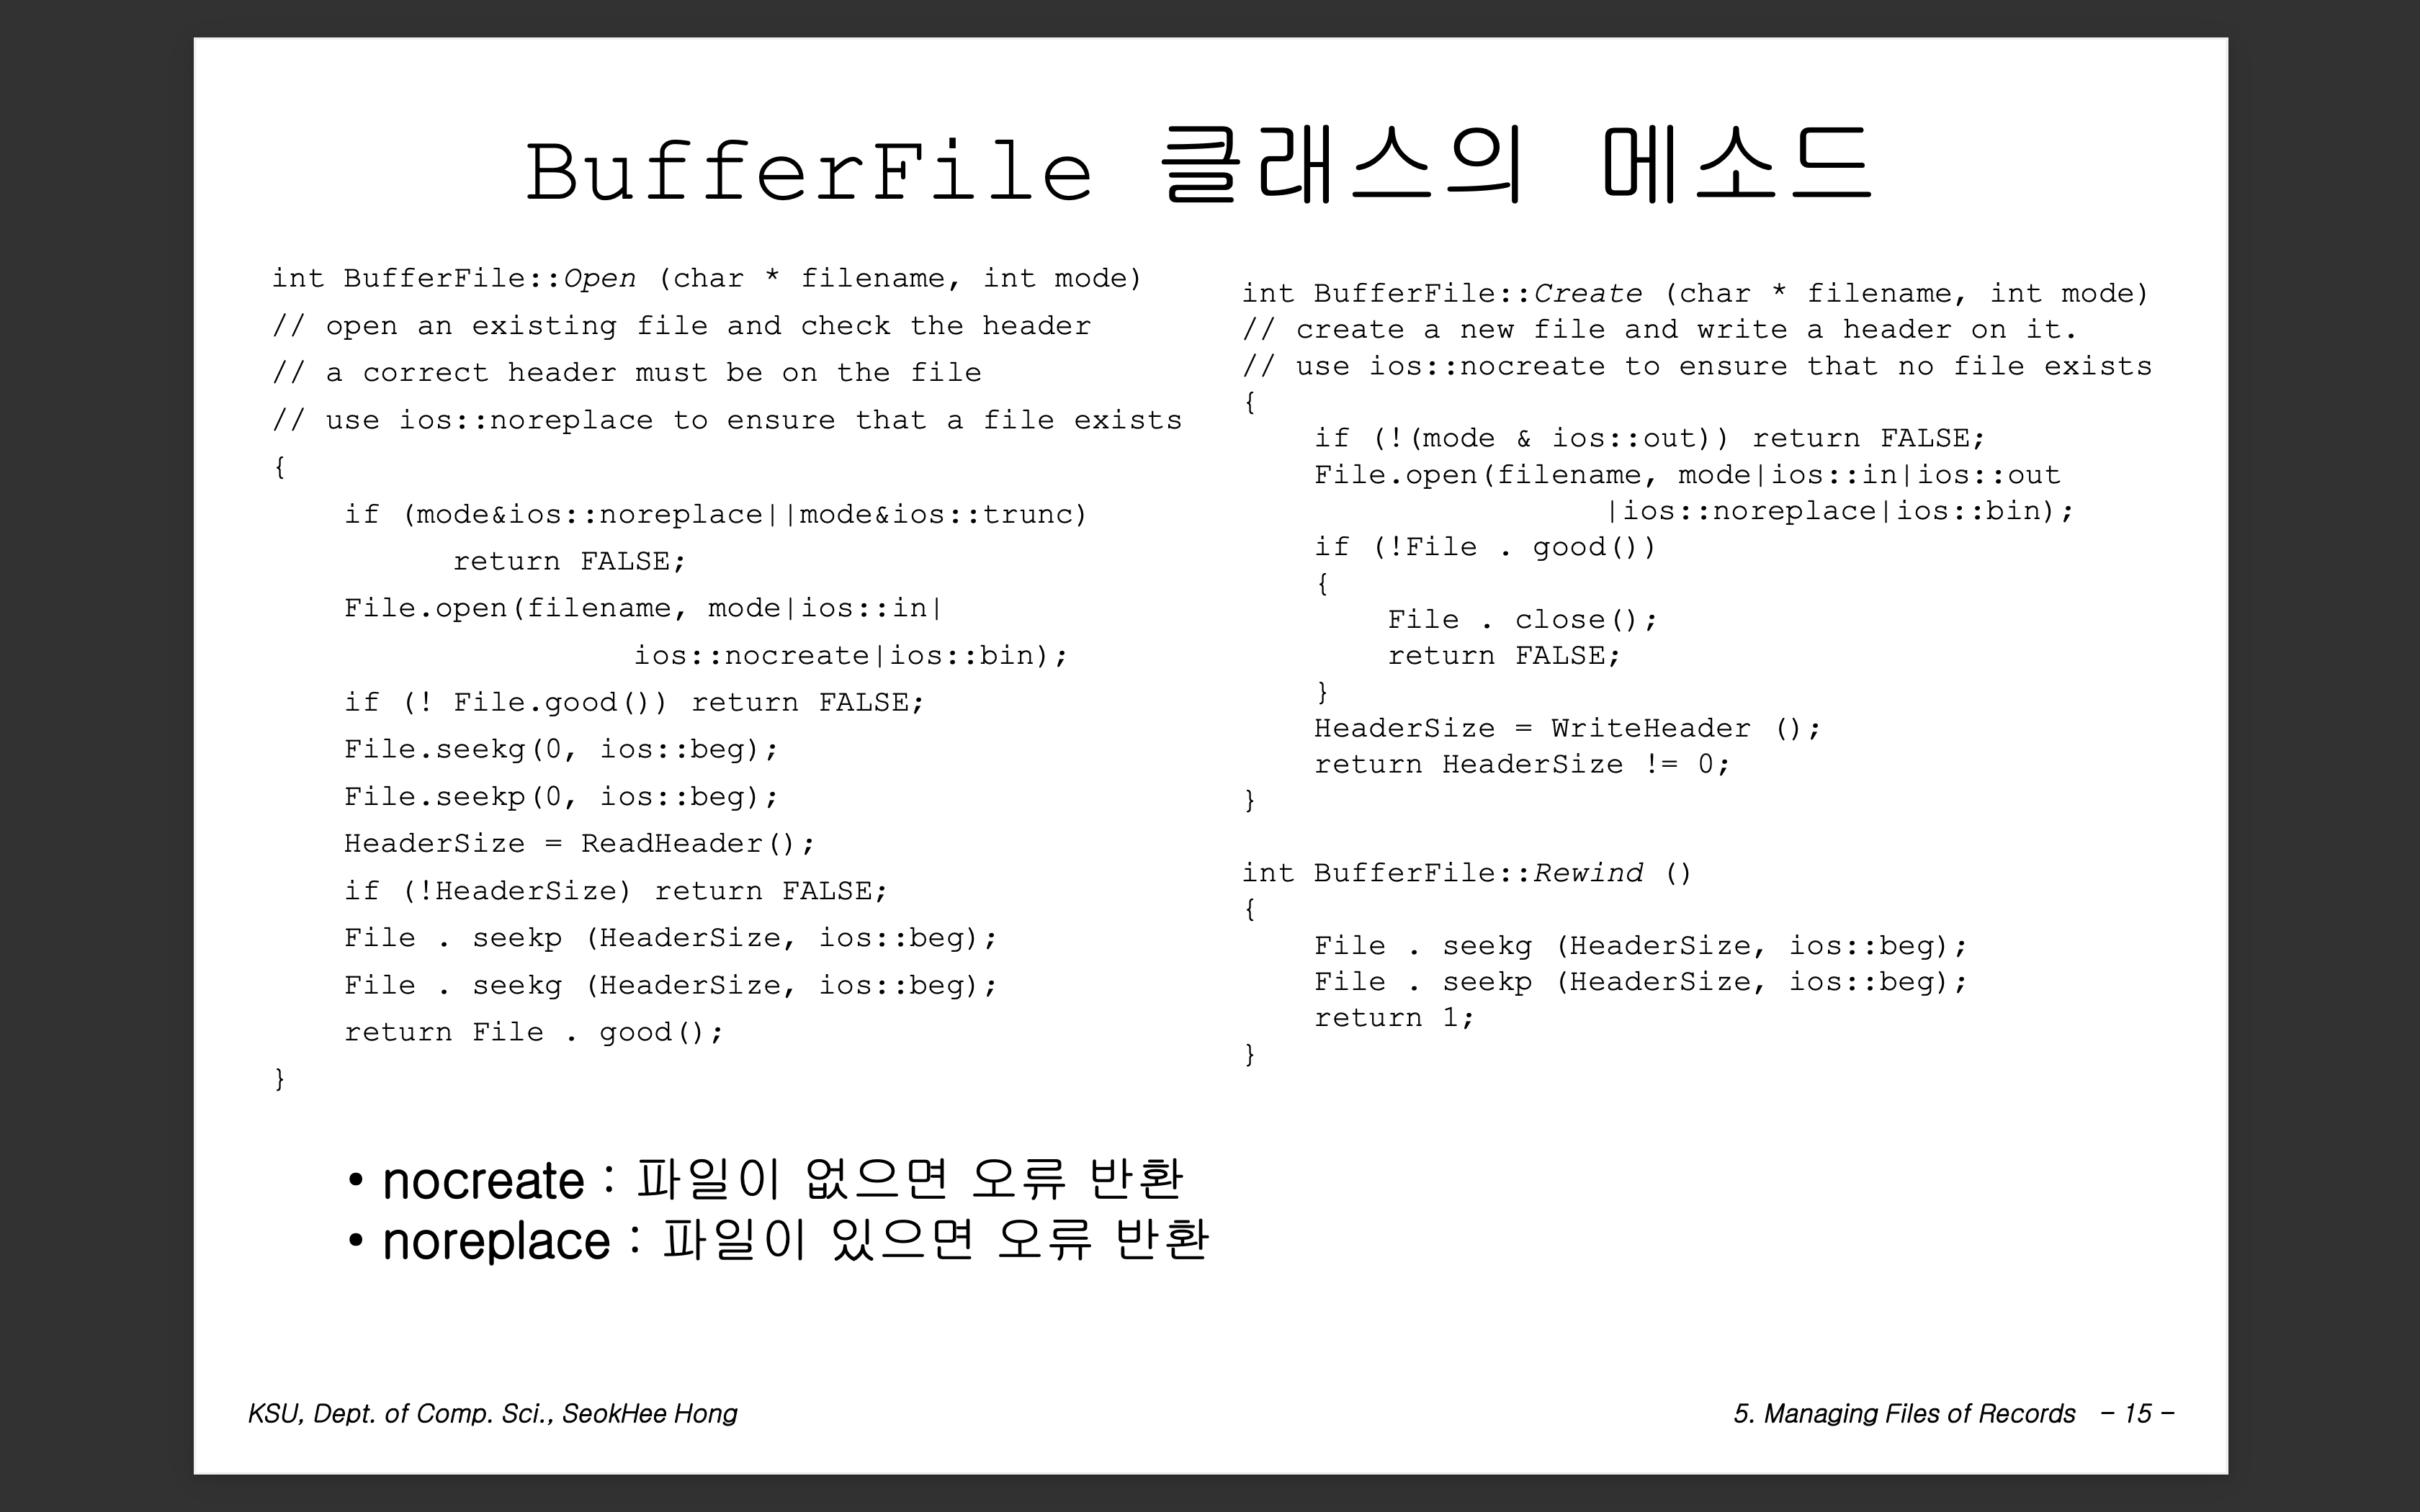 BufferFile 클래스의 메소드
int BufferFile::Open (char * filename, int mode)
// open an existing file and check the header
// a correct header must be on the file
// use ios::noreplace to ensure that a file exists
{
    if (mode&ios::noreplace||mode&ios::trunc)
          return FALSE;
    File.open(filename, mode|ios::in|
                    ios::nocreate|ios::bin);
    if (! File.good()) return FALSE;
    File.seekg(0, ios::beg);
    File.seekp(0, ios::beg);
    HeaderSize = ReadHeader();
    if (!HeaderSize) return FALSE;
    File . seekp (HeaderSize, ios::beg);
    File . seekg (HeaderSize, ios::beg);
    return File . good();
}
int BufferFile::Create (char * filename, int mode)
// create a new file and write a header on it.
// use ios::nocreate to ensure that no file exists
{
    if (!(mode & ios::out)) return FALSE;
    File.open(filename, mode|ios::in|ios::out
                    |ios::noreplace|ios::bin);
    if (!File . good())
    {
        File . close();
        return FALSE;
    }
    HeaderSize = WriteHeader ();
    return HeaderSize != 0;
}
int BufferFile::Rewind ()
{
    File . seekg (HeaderSize, ios::beg);
    File . seekp (HeaderSize, ios::beg);
    return 1;
}
• nocreate : 파일이 없으면 오류 반환
• noreplace : 파일이 있으면 오류 반환
KSU, Dept. of Comp. Sci., SeokHee Hong
5. Managing Files of Records – 15 –